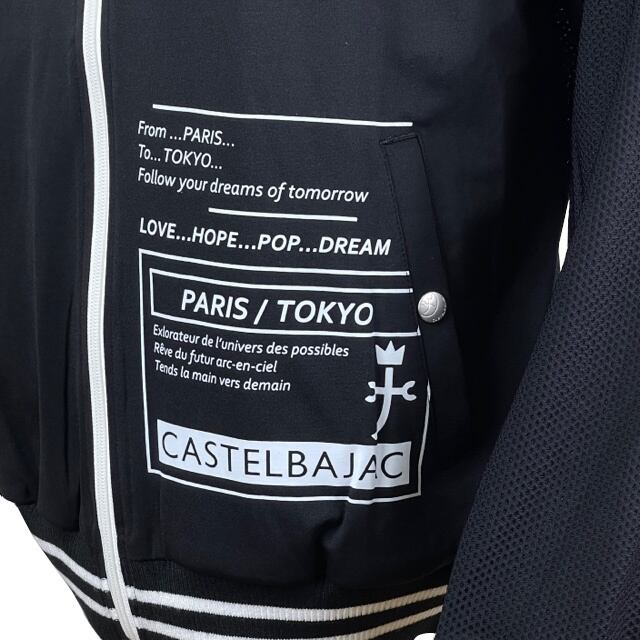 From ...PARIS...
To...TOKYO...
Follow your dreams of tomorrow
LOVE...HOPE...POP...DREAM
PARIS / TOKYO
Exlorateur de l'univers des possibles
Rêve du futur arc-en-ciel
Tends la main vers demain
CASTELBAJAC